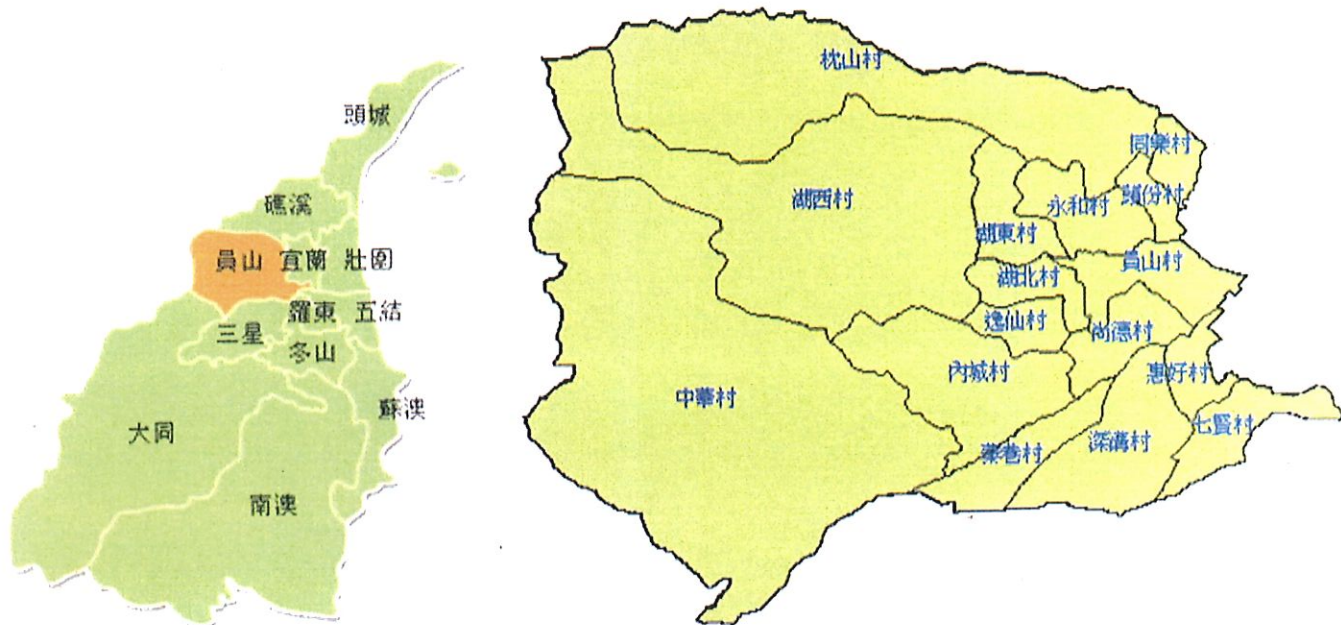 頭城
礁溪
員山 宜蘭 壯圍
羅東 五結
三星
冬山
蘇澳
大同
南澳
枕山村
同樂村
頭份村
永和村
湖西村
湖東村
員山村
湖北村
逸仙村
尚德村
內城村
惠好村
中華村
七賢村
深溝村
蓁巷村